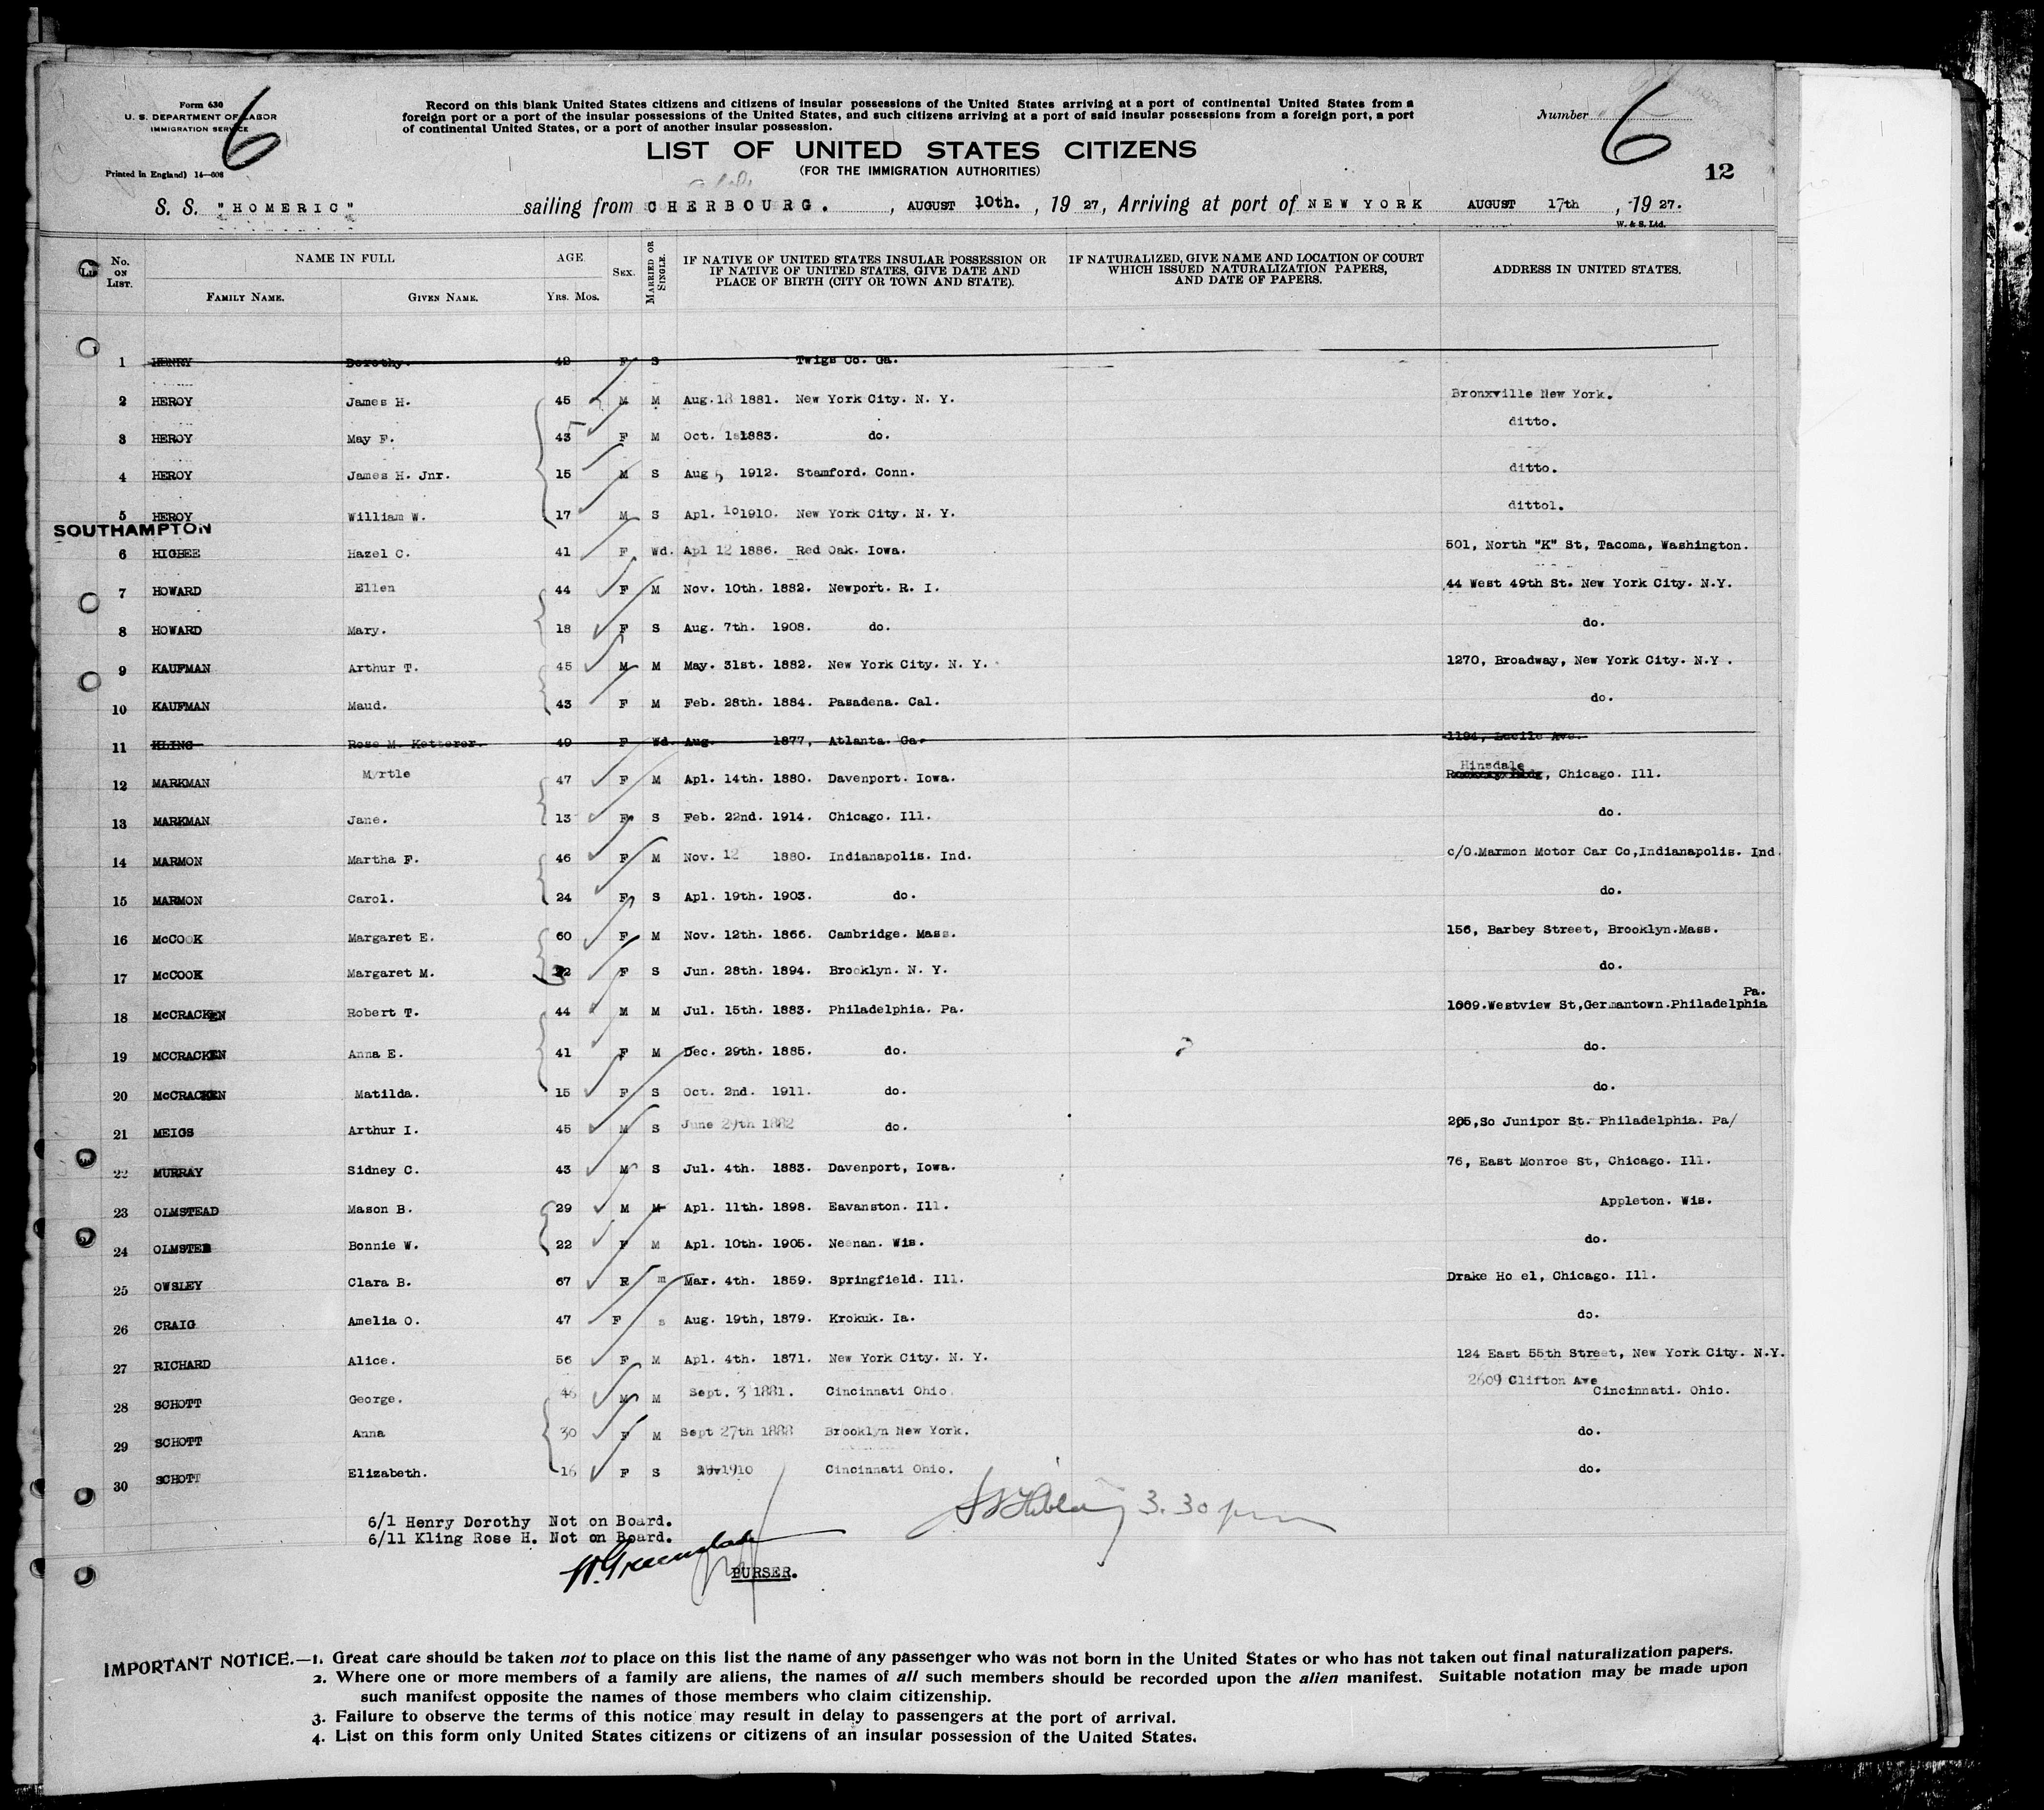 Form 630
U. S. DEPARTMENT OF LABOR
IMMIGRATION SERVICE
Printed in England) 14—608
6
Record on this blank United States citizens and citizens of insular possessions of the United States arriving at a port of continental United States from a
foreign port or a port of the insular possessions of the United States, and such citizens arriving at a port of said insular possessions from a foreign port, a port
of continental United States, or a port of another insular possession.
Number
6
12
LIST OF UNITED STATES CITIZENS
(FOR THE IMMIGRATION AUTHORITIES)
S. S. "HOMERIC" sailing from CHERBOURG. , AUGUST 10th. , 19 27, Arriving at port of NEW YORK AUGUST 17th , 19 27.
W. & S. Ltd.
No. ON LIST. NAME IN FULL FAMILY NAME. GIVEN NAME. AGE YRS. MOS. SEX. MARRIED OR SINGLE. IF NATIVE OF UNITED STATES INSULAR POSSESSION OR IF NATIVE OF UNITED STATES, GIVE DATE AND PLACE OF BIRTH (CITY OR TOWN AND STATE). IF NATURALIZED, GIVE NAME AND LOCATION OF COURT WHICH ISSUED NATURALIZATION PAPERS, AND DATE OF PAPERS. ADDRESS IN UNITED STATES.
1 HENRY Dorothy. 42 F S Twigs Co. Ga.
2 HEROY James H. 45 M M Aug. 18 1881. New York City. N. Y. Bronxville New York.
3 HEROY May F. 43 F M Oct. 1883. do. ditto.
4 HEROY James H. Jnr. 15 M S Aug 5 1912. Stamford. Conn. ditto.
5 HEROY William W. 17 M S Apl. 10 1910. New York City. N. Y. dittol.
SOUTHAMPTON
6 HIGBEE Hazel C. 41 F Wd. Apl 12 1886. Red Oak. Iowa. 501, North "K" St, Tacoma, Washington.
7 HOWARD Ellen 44 F M Nov. 10th. 1882. Newport. R. I. 44 West 49th St. New York City. N.Y.
8 HOWARD Mary. 18 F S Aug. 7th. 1908. do. do.
9 KAUFMAN Arthur T. 45 M M May. 31st. 1882. New York City. N. Y. 1270, Broadway, New York City. N.Y.
10 KAUFMAN Maud. 43 F M Feb. 28th. 1884. Pasadena. Cal. do.
11 KLING Rose M. Ketterer. 49 F Wd. Aug. 1877, Atlanta. Ga. 1194, Lucile Ave.
12 MARKMAN Myrtle 47 F M Apl. 14th. 1880. Davenport. Iowa. Hinsdale , Chicago. Ill.
13 MARKMAN Jane. 13 F S Feb. 22nd. 1914. Chicago. Ill. do.
14 MARMON Martha F. 46 F M Nov. 12 1880. Indianapolis. Ind. c/O.Marmon Motor Car Co,Indianapolis. Ind.
15 MARMON Carol. 24 F S Apl. 19th. 1903. do. do.
16 McCOOK Margaret E. 60 F M Nov. 12th. 1866. Cambridge. Mass. 156, Barbey Street, Brooklyn.Mass.
17 McCOOK Margaret M. F S Jun. 28th. 1894. Brooklyn. N. Y. do.
18 McCRACKEN Robert T. 44 M M Jul. 15th. 1883. Philadelphia. Pa. 1009.Westview St,Germantown.Philadelphia Pa.
19 MCCRACKEN Anna E. 41 F M Dec. 29th. 1885. do. do.
20 McCRACKEN Matilda. 15 F S Oct. 2nd. 1911. do. do.
21 MEIGS Arthur I. 45 M S June 29th 1882 do. 205,So Junipor St. Philadelphia. Pa/
22 MURRAY Sidney C. 43 M S Jul. 4th. 1883. Davenport, Iowa. 76, East Monroe St, Chicago. Ill.
23 OLMSTEAD Mason B. 29 M M Apl. 11th. 1898. Eavanston. Ill. Appleton. Wis.
24 OLMSTED Bonnie W. 22 F M Apl. 10th. 1905. Neenan. Wis. do.
25 OWSLEY Clara B. 67 F m Mar. 4th. 1859. Springfield. Ill. Drake Ho el, Chicago. Ill.
26 CRAIG Amelia O. 47 F s Aug. 19th, 1879. Krokuk. Ia. do.
27 RICHARD Alice. 56 F M Apl. 4th. 1871. New York City. N. Y. 124 East 55th Street, New York City. N.Y.
28 SCHOTT George. 46 M M Sept. 3 1881. Cincinnati Ohio. 2609 Clifton Ave Cincinnati. Ohio.
29 SCHOTT Anna 30 F M Sept 27th 1888 Brooklyn New York. do.
30 SCHOTT Elizabeth. 16 F S 1910 Cincinnati Ohio. do.
6/1 Henry Dorothy Not on Board.
6/11 Kling Rose H. Not on Board.
3.30 pm
PURSER.
IMPORTANT NOTICE.—1. Great care should be taken not to place on this list the name of any passenger who was not born in the United States or who has not taken out final naturalization papers.
2. Where one or more members of a family are aliens, the names of all such members should be recorded upon the alien manifest. Suitable notation may be made upon
such manifest opposite the names of those members who claim citizenship.
3. Failure to observe the terms of this notice may result in delay to passengers at the port of arrival.
4. List on this form only United States citizens or citizens of an insular possession of the United States.